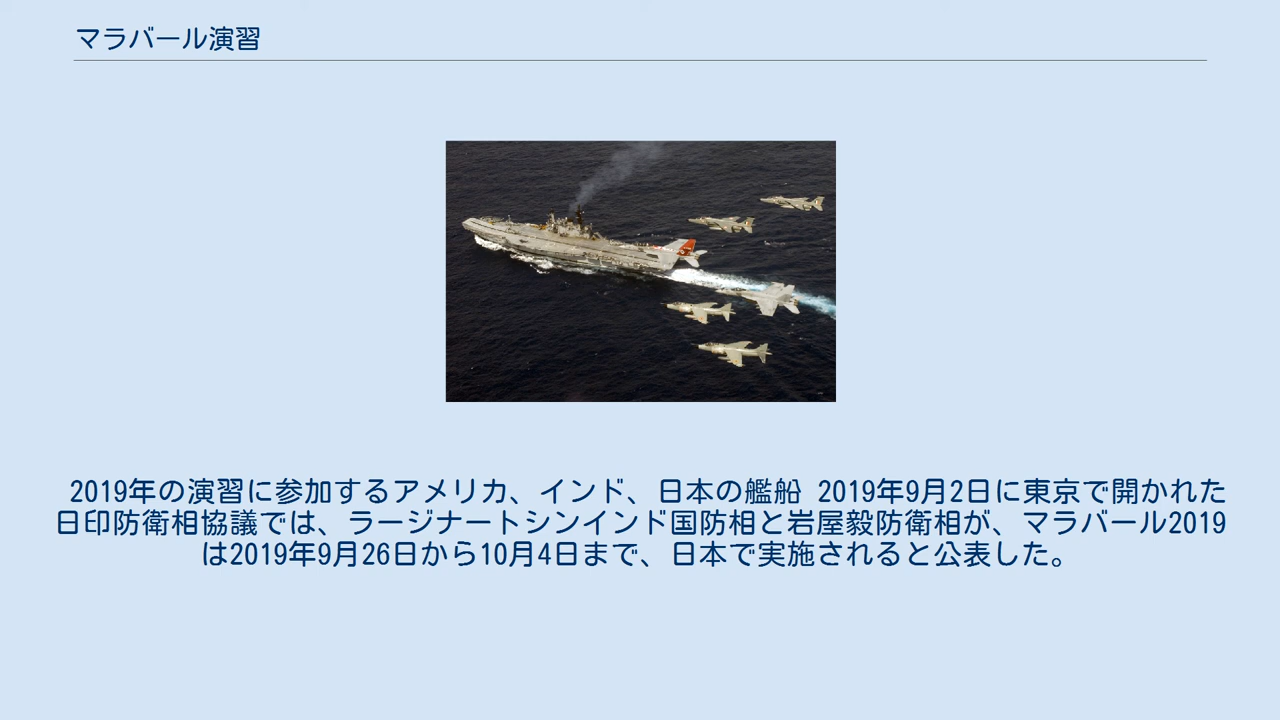 マラバール演習
2019年の演習に参加するアメリカ、インド、日本の艦船 2019年9月2日に東京で開かれた
日印防衛相協議では、ラージナートシンインド国防相と岩屋毅防衛相が、マラバール2019
は2019年9月26日から10月4日まで、日本で実施されると公表した。